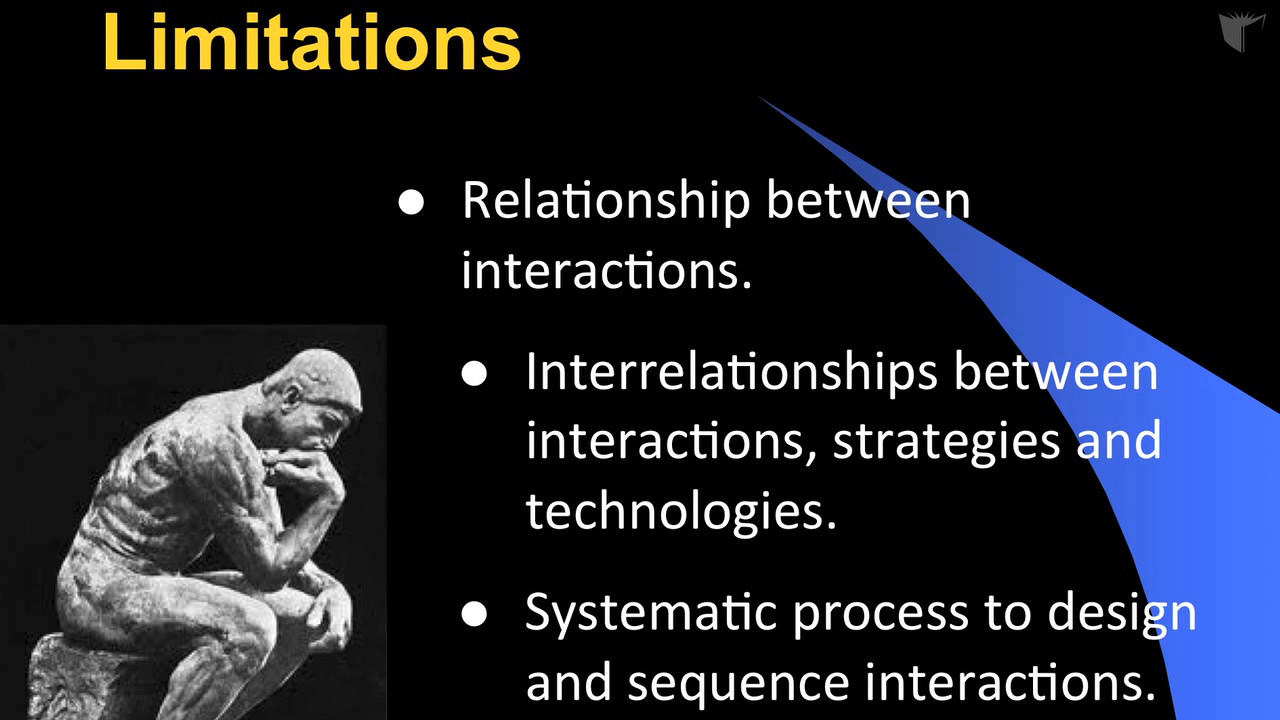 Limitations
● Relationship between
interactions.
● Interrelationships between
interactions, strategies and
technologies.
● Systematic process to design
and sequence interactions.